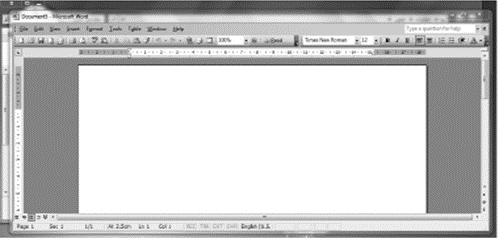 Document5 - Microsoft Word
File Edit View Insert Format Tools Table Window Help Type a question for help
100% Read Times New Roman 12 B I U
Page 1 Sec 1 1/1 At 2.5cm Ln 1 Col 1 REC TRK EXT OVR English (U.S.